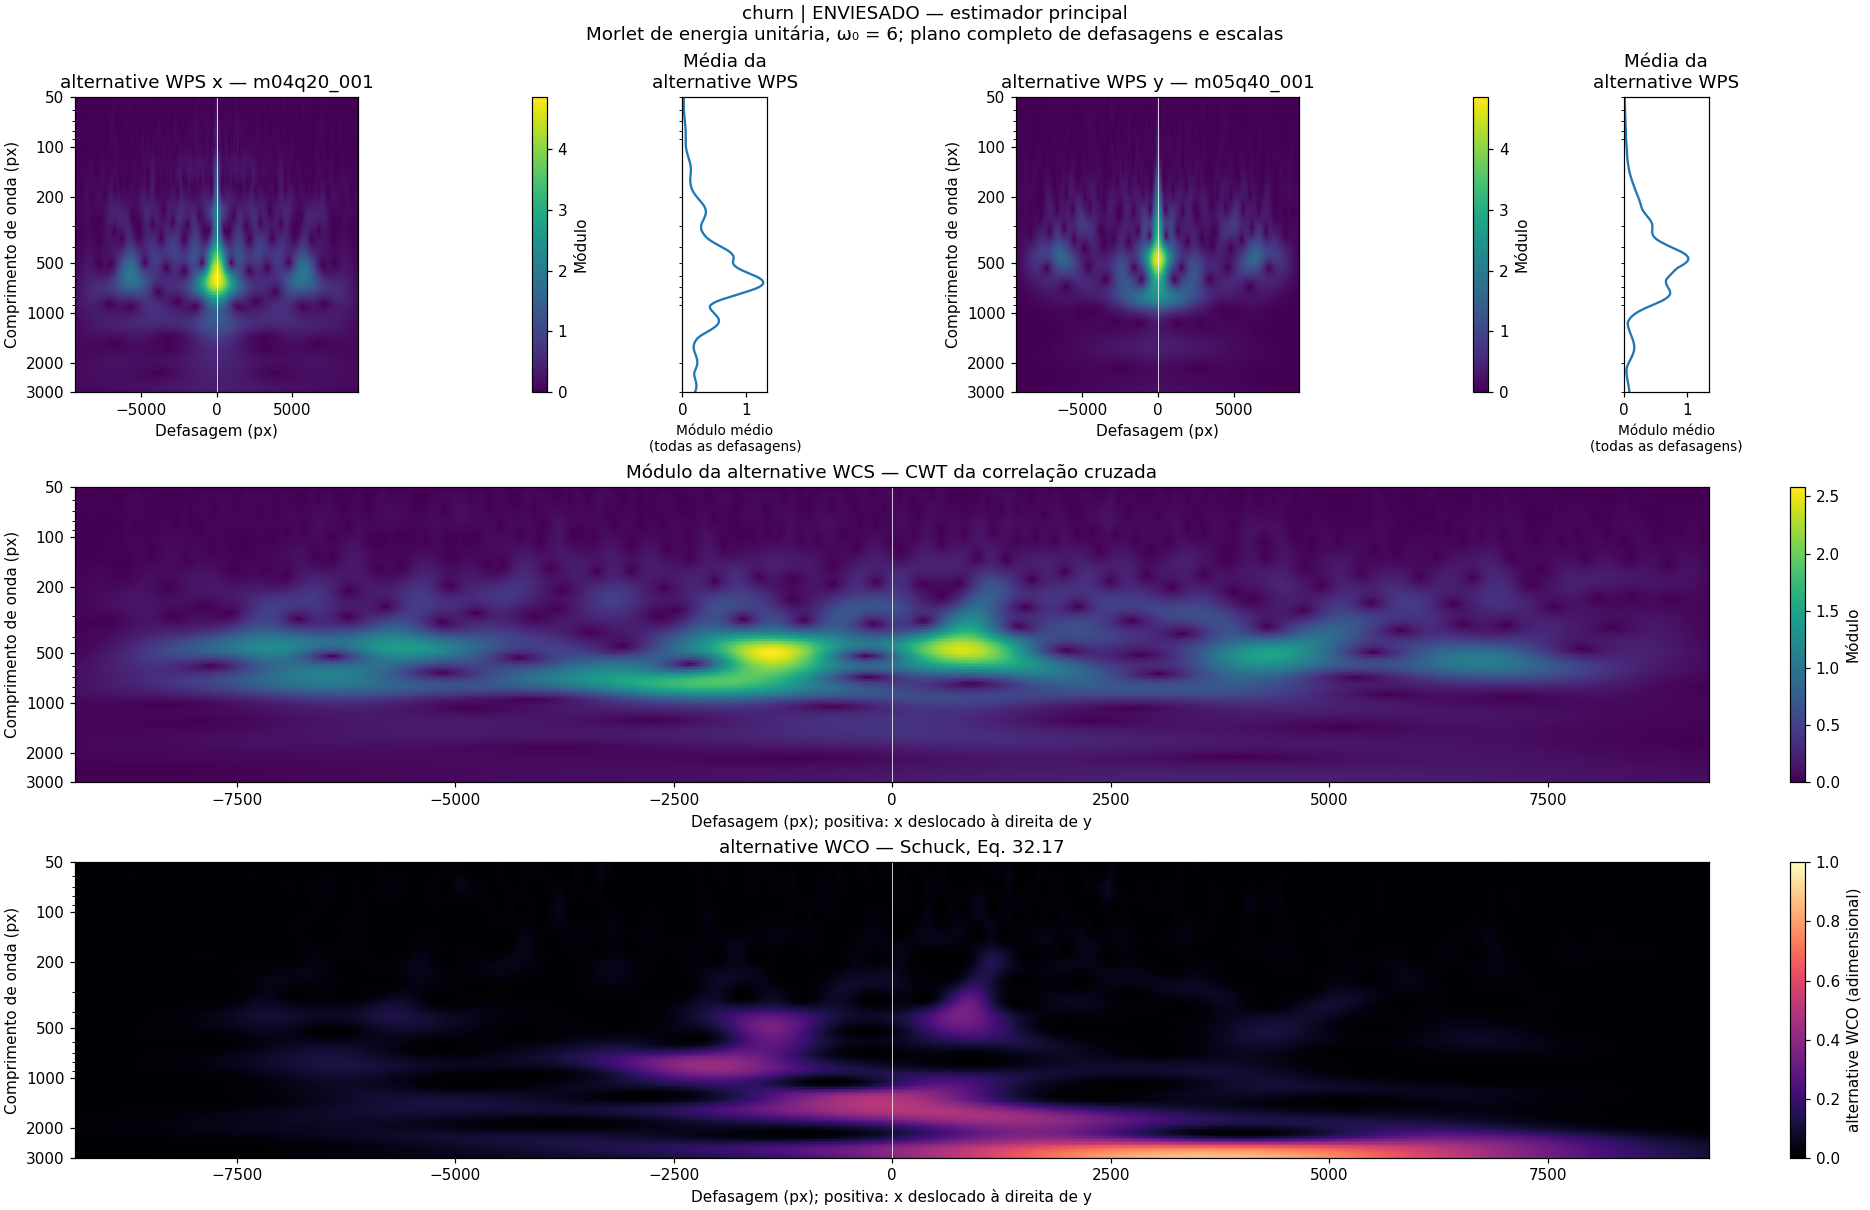 churn | ENVIESADO — estimador principal
Morlet de energia unitária, ω₀ = 6; plano completo de defasagens e escalas
alternative WPS x — m04q20_001
Comprimento de onda (px)
50
100
200
500
1000
2000
3000
−5000 0 5000
Defasagem (px)
4
3
2
1
0
Módulo
Média da
alternative WPS
0 1
Módulo médio
(todas as defasagens)
alternative WPS y — m05q40_001
Comprimento de onda (px)
50
100
200
500
1000
2000
3000
−5000 0 5000
Defasagem (px)
4
3
2
1
0
Módulo
Média da
alternative WPS
0 1
Módulo médio
(todas as defasagens)
Módulo da alternative WCS — CWT da correlação cruzada
Comprimento de onda (px)
50
100
200
500
1000
2000
3000
−7500 −5000 −2500 0 2500 5000 7500
Defasagem (px); positiva: x deslocado à direita de y
2.5
2.0
1.5
1.0
0.5
0.0
Módulo
alternative WCO — Schuck, Eq. 32.17
Comprimento de onda (px)
50
100
200
500
1000
2000
3000
−7500 −5000 −2500 0 2500 5000 7500
Defasagem (px); positiva: x deslocado à direita de y
1.0
0.8
0.6
0.4
0.2
0.0
alternative WCO (adimensional)